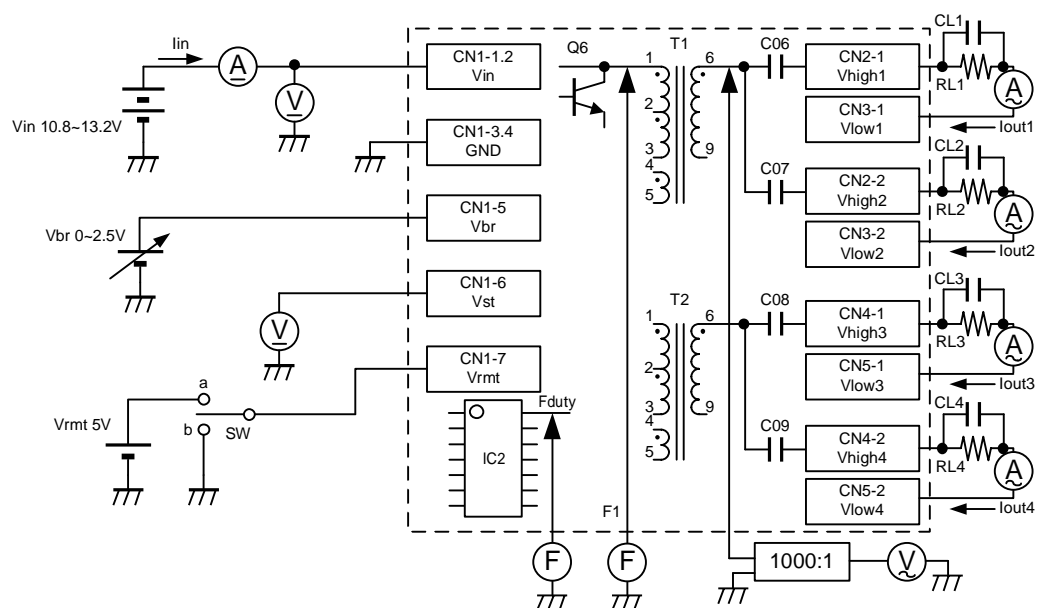 Iin
A
V
Vin 10.8~13.2V
CN1-1.2
Vin
CN1-3.4
GND
CN1-5
Vbr
Vbr 0~2.5V
CN1-6
Vst
V
CN1-7
Vrmt
a
b
SW
Vrmt 5V
Fduty
IC2
F
F1
F
Q6
T1
1
2
3
4
5
6
9
T2
1
2
3
4
5
6
9
C06
C07
C08
C09
CN2-1
Vhigh1
CN3-1
Vlow1
CL1
RL1
A
Iout1
CN2-2
Vhigh2
CN3-2
Vlow2
CL2
RL2
A
Iout2
CN4-1
Vhigh3
CN5-1
Vlow3
CL3
RL3
A
Iout3
CN4-2
Vhigh4
CN5-2
Vlow4
CL4
RL4
A
Iout4
1000:1
V